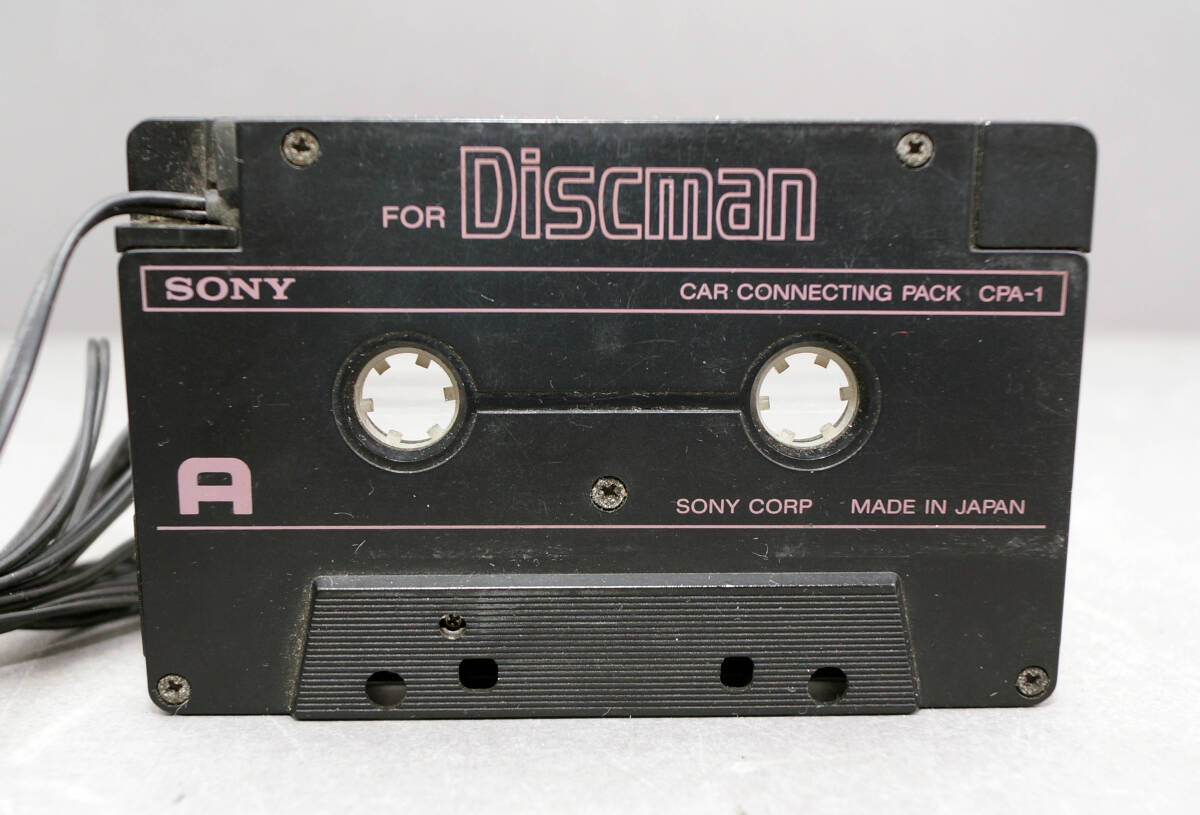 FOR Discman
SONY CAR CONNECTING PACK CPA-1
A
SONY CORP MADE IN JAPAN